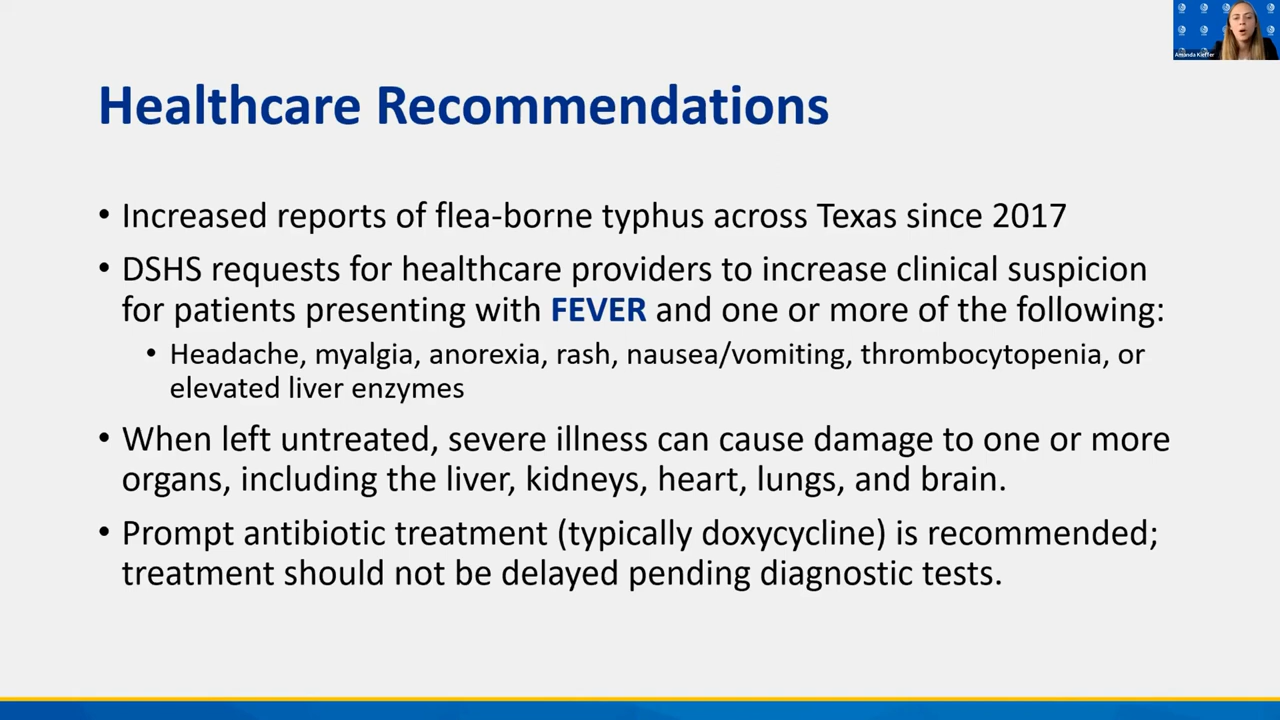 Healthcare Recommendations
• Increased reports of flea-borne typhus across Texas since 2017
• DSHS requests for healthcare providers to increase clinical suspicion
for patients presenting with FEVER and one or more of the following:
• Headache, myalgia, anorexia, rash, nausea/vomiting, thrombocytopenia, or
elevated liver enzymes
• When left untreated, severe illness can cause damage to one or more
organs, including the liver, kidneys, heart, lungs, and brain.
• Prompt antibiotic treatment (typically doxycycline) is recommended;
treatment should not be delayed pending diagnostic tests.
Amanda Kieffer